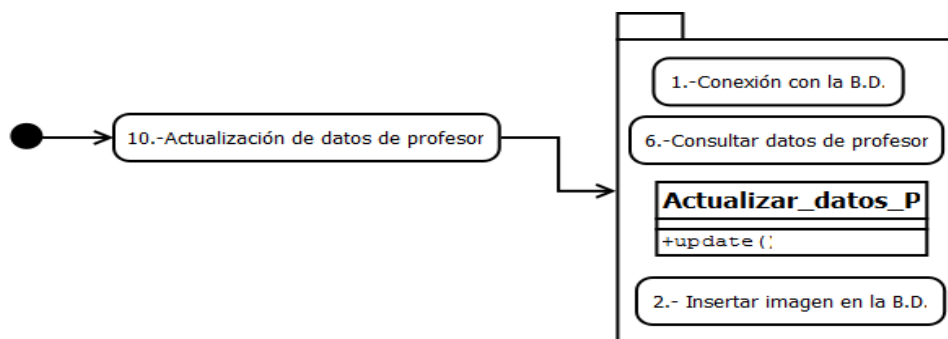 1.-Conexión con la B.D.
10.-Actualización de datos de profesor
6.-Consultar datos de profesor
Actualizar_datos_P
+update()
2.- Insertar imagen en la B.D.